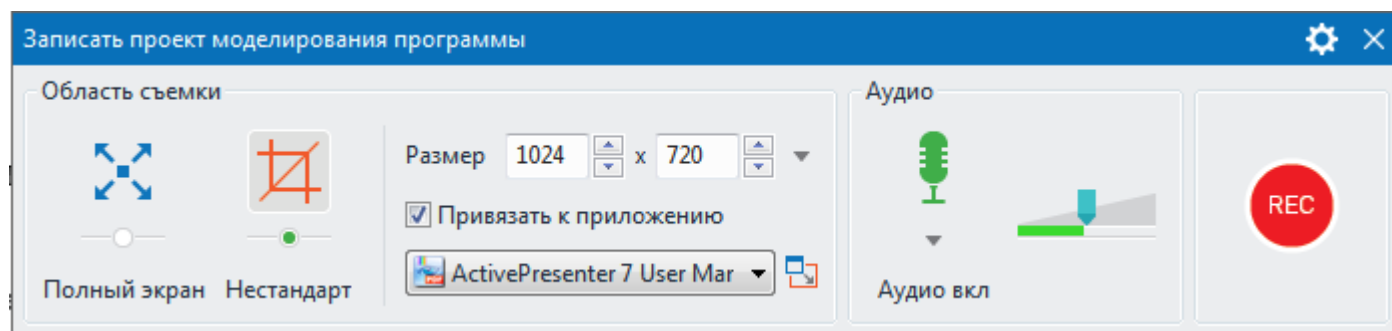 Записать проект моделирования программы
Область съемки
Размер 1024 x 720
Привязать к приложению
ActivePresenter 7 User Mar
Полный экран Нестандарт
Аудио
Аудио вкл
REC